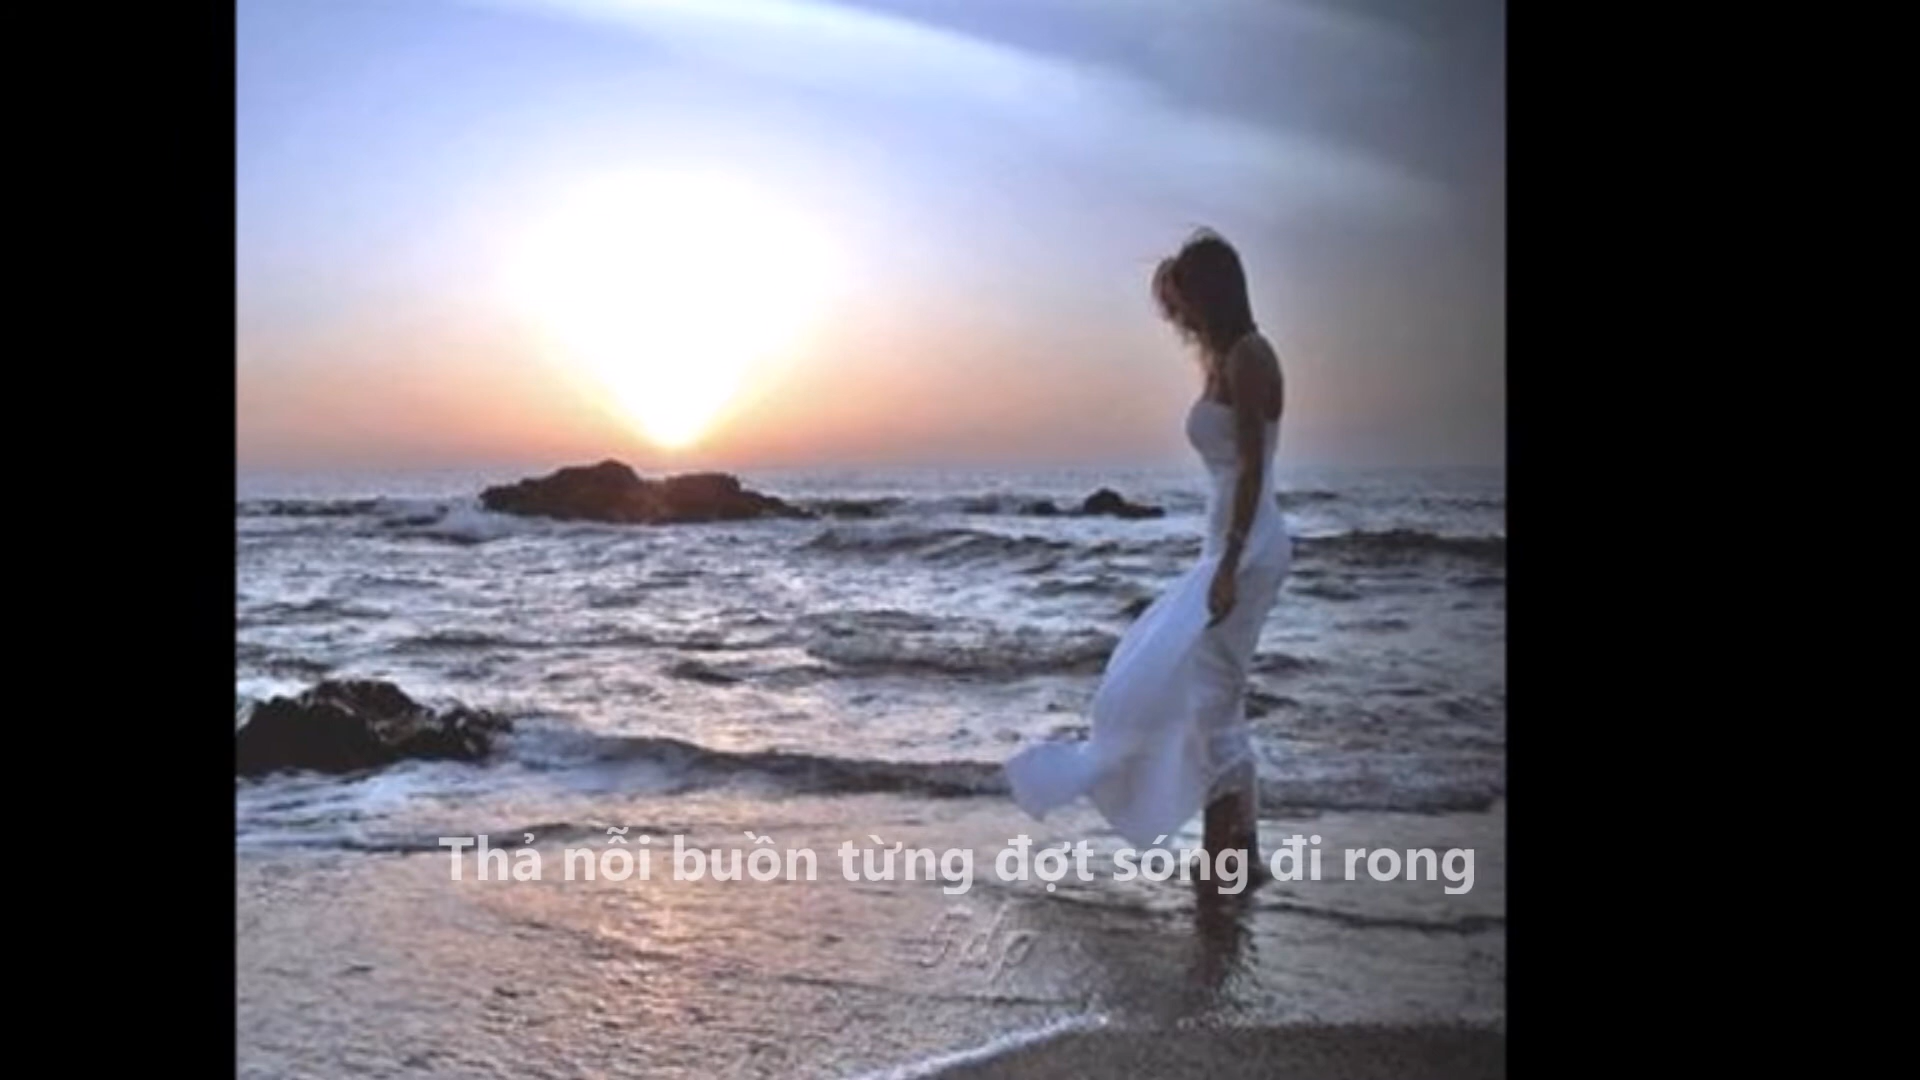 Thả nỗi buồn từng đợt sóng đi rong